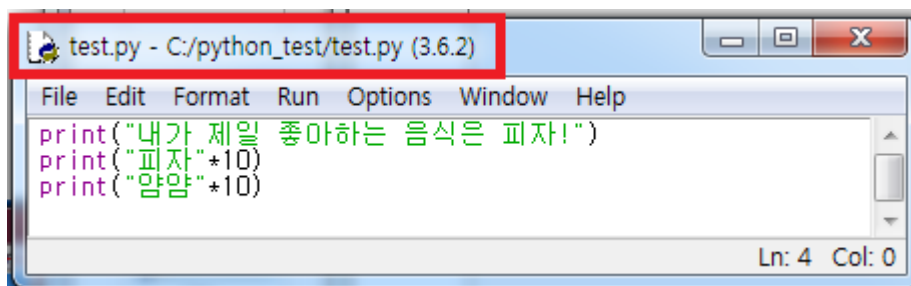 test.py - C:/python_test/test.py (3.6.2)
File Edit Format Run Options Window Help
print("내가 제일 좋아하는 음식은 피자!")
print("피자"*10)
print("얌얌"*10)
Ln: 4 Col: 0